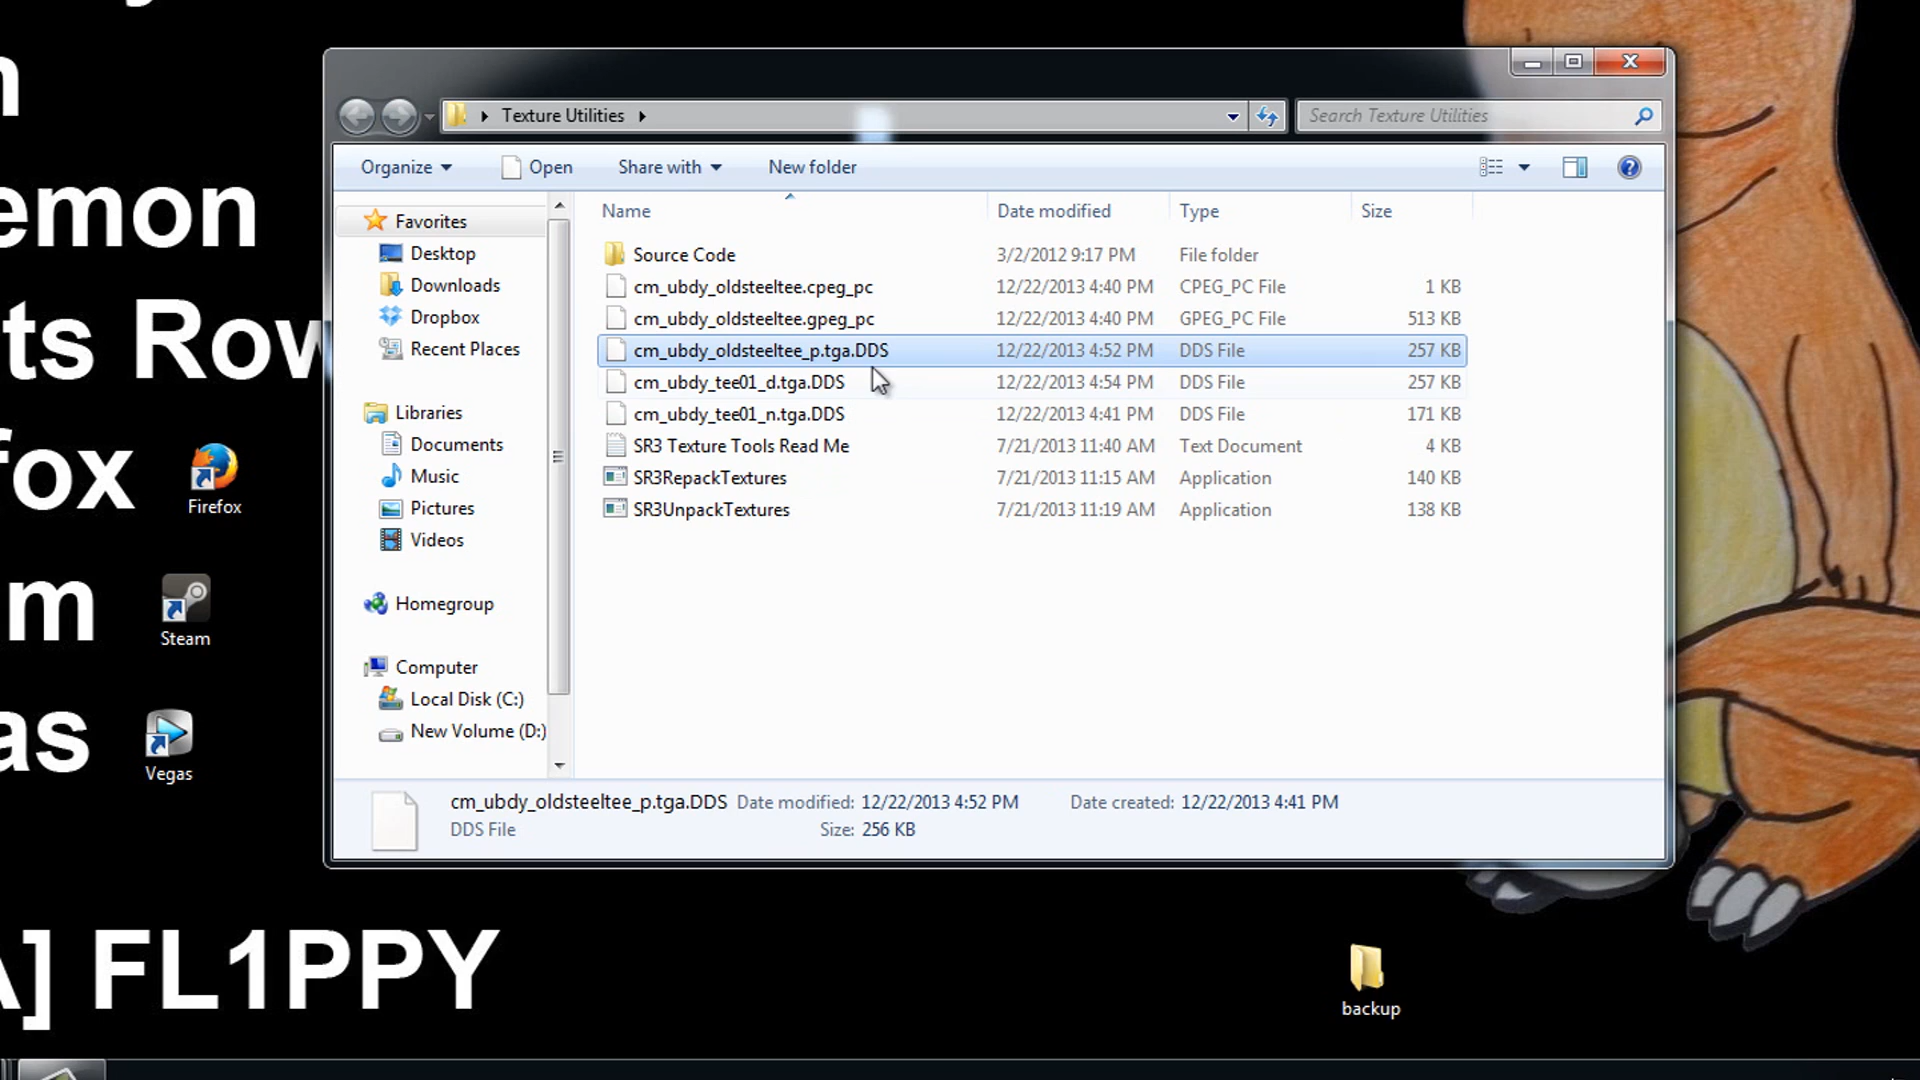 emon
ts Row
fox
Firefox
m
Steam
as
Vegas
A] FL1PPY
backup
Texture Utilities
Search Texture Utilities
Organize
Open
Share with
New folder
Name Date modified Type Size
Favorites
Desktop
Downloads
Dropbox
Recent Places
Libraries
Documents
Music
Pictures
Videos
Homegroup
Computer
Local Disk (C:)
New Volume (D:)
Source Code 3/2/2012 9:17 PM File folder
cm_ubdy_oldsteeltee.cpeg_pc 12/22/2013 4:40 PM CPEG_PC File 1 KB
cm_ubdy_oldsteeltee.gpeg_pc 12/22/2013 4:40 PM GPEG_PC File 513 KB
cm_ubdy_oldsteeltee_p.tga.DDS 12/22/2013 4:52 PM DDS File 257 KB
cm_ubdy_tee01_d.tga.DDS 12/22/2013 4:54 PM DDS File 257 KB
cm_ubdy_tee01_n.tga.DDS 12/22/2013 4:41 PM DDS File 171 KB
SR3 Texture Tools Read Me 7/21/2013 11:40 AM Text Document 4 KB
SR3RepackTextures 7/21/2013 11:15 AM Application 140 KB
SR3UnpackTextures 7/21/2013 11:19 AM Application 138 KB
cm_ubdy_oldsteeltee_p.tga.DDS Date modified: 12/22/2013 4:52 PM Date created: 12/22/2013 4:41 PM
DDS File Size: 256 KB